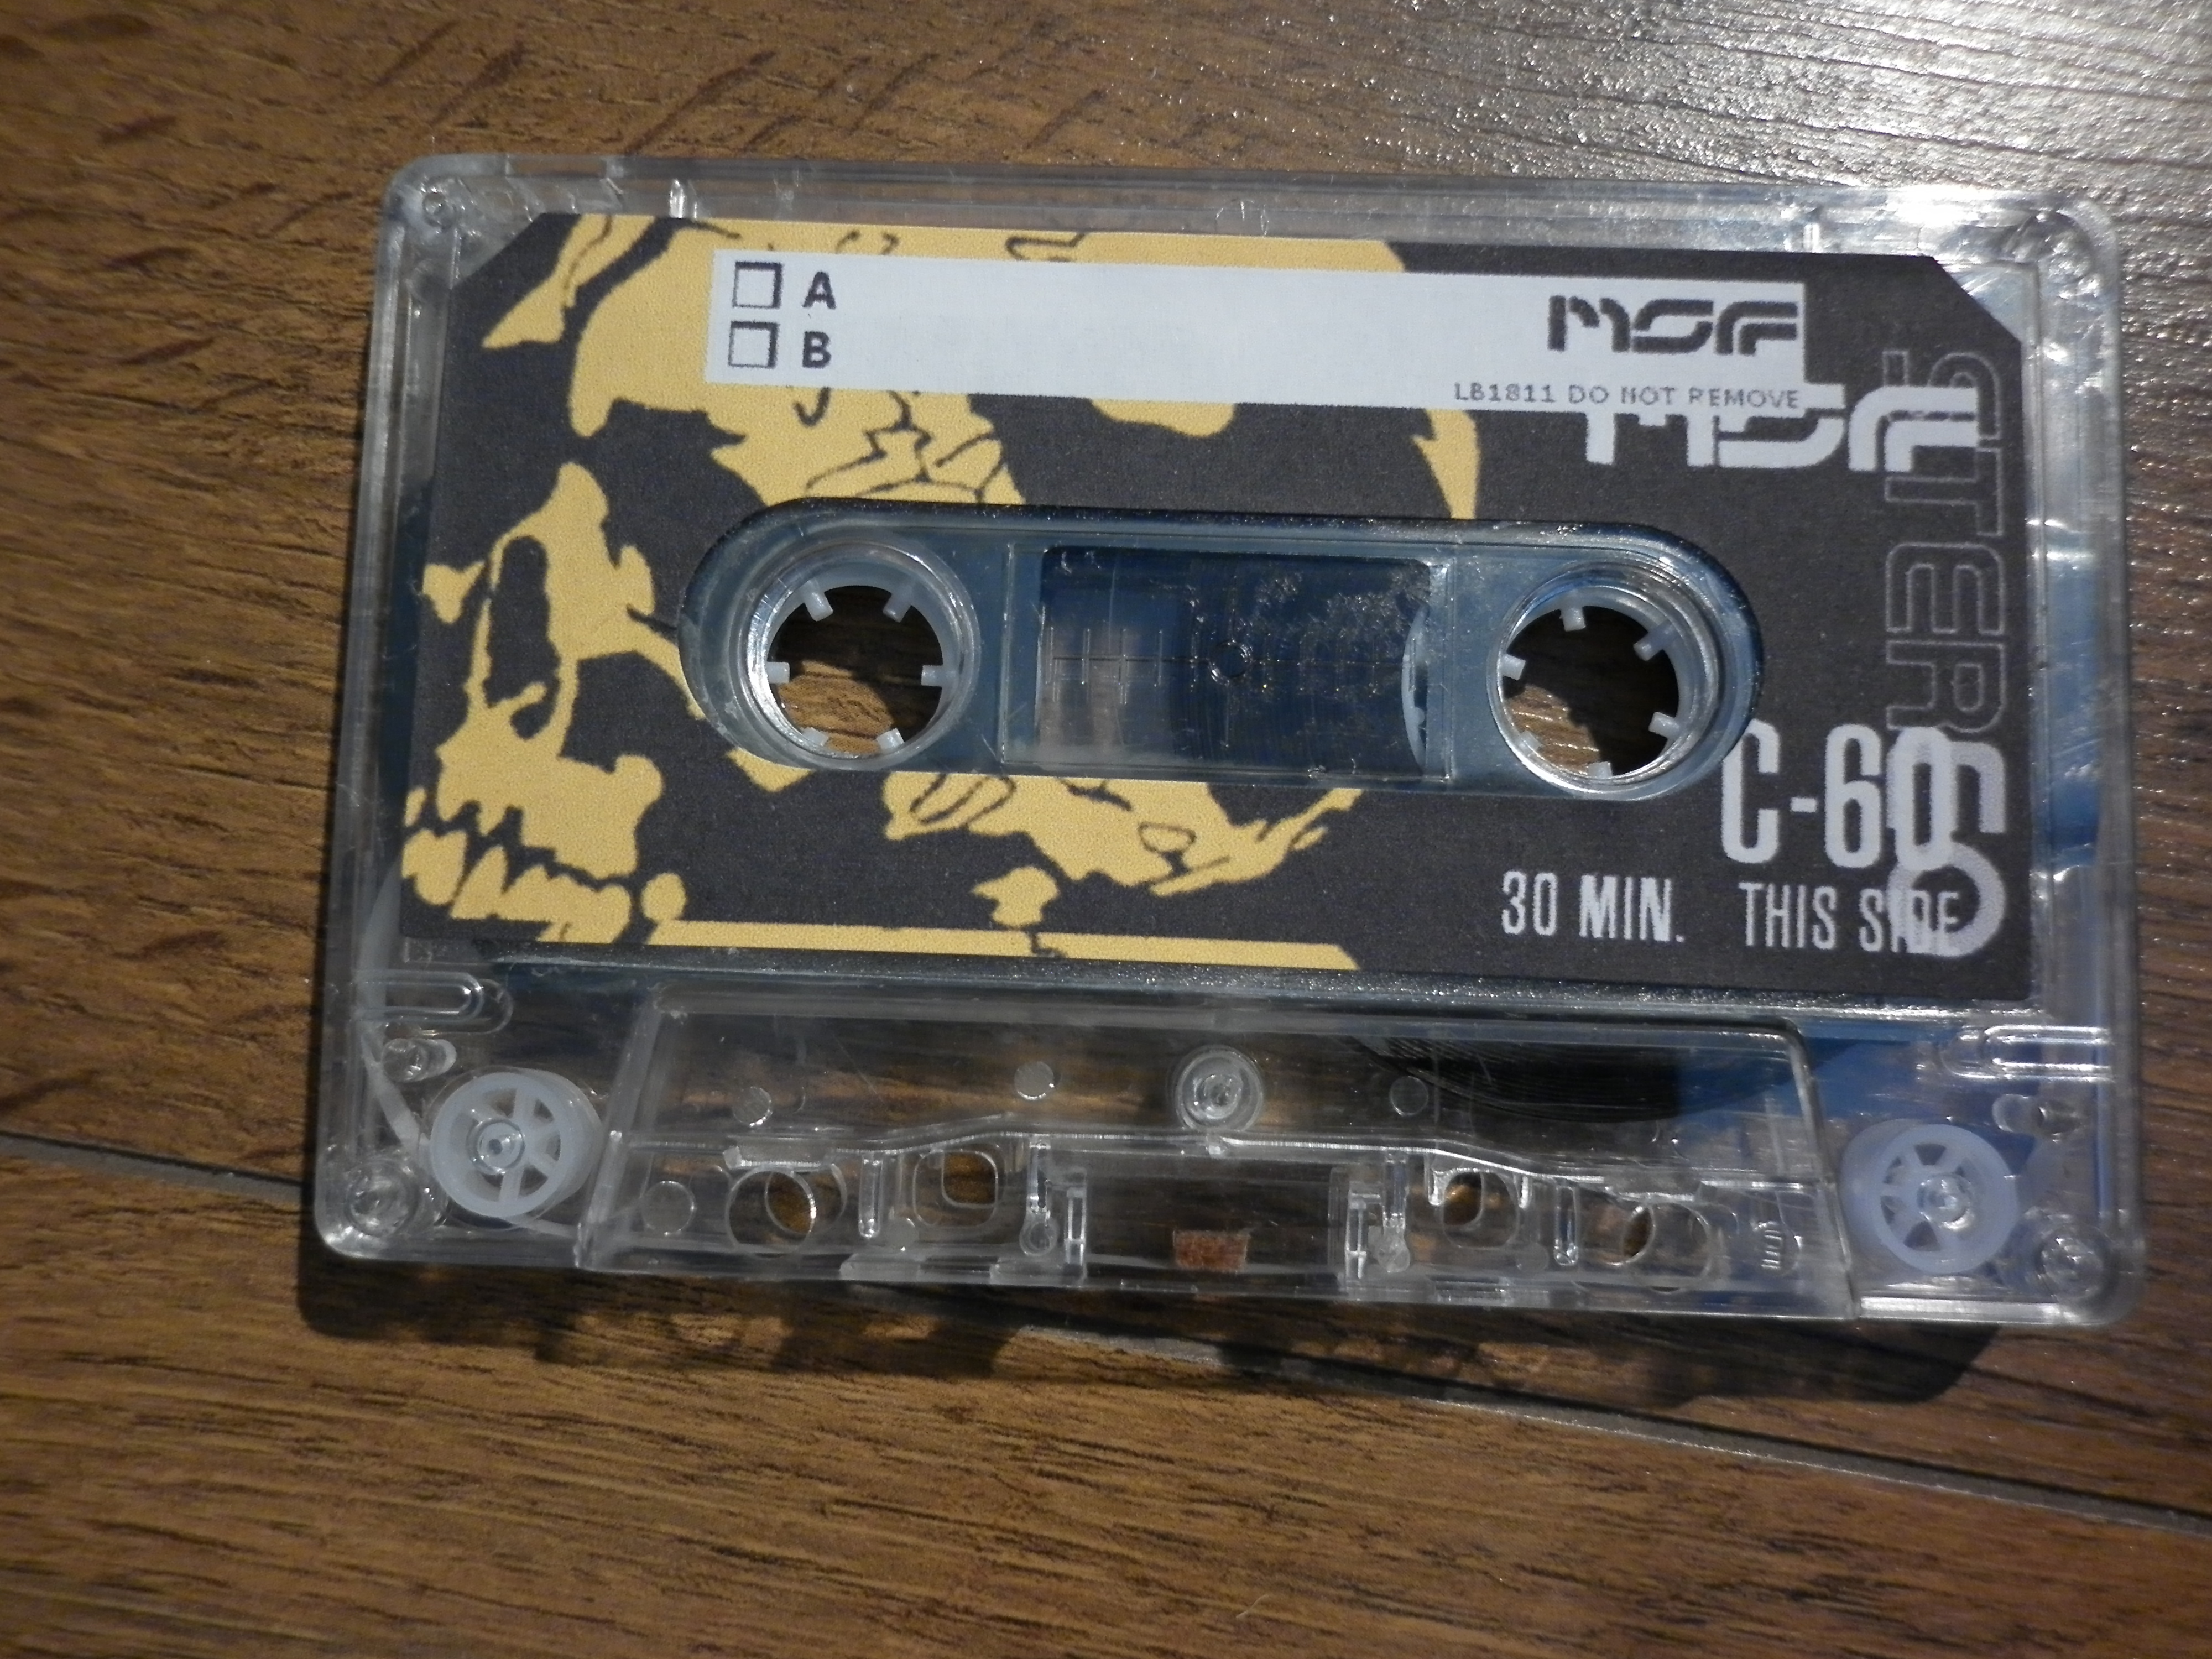 A
B
MSF
LB1811 DO NOT REMOVE
MSF
STEREO
C-60
30 MIN. THIS SIDE